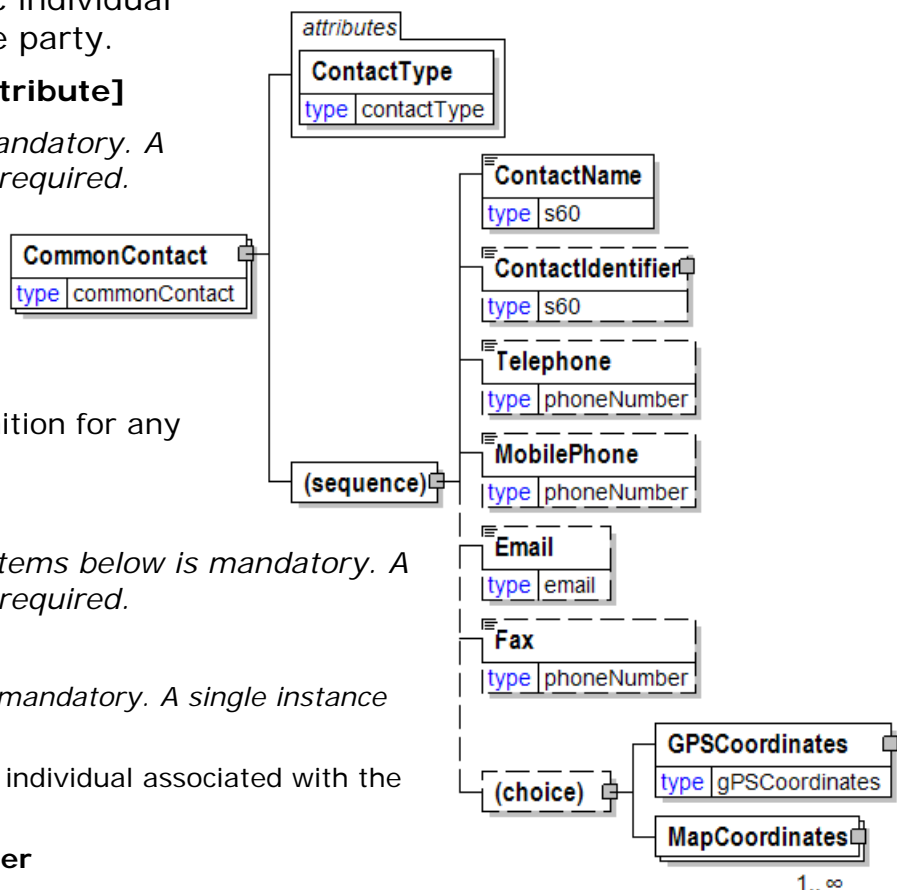 individual
party.
tribute]
mandatory. A
required.
ition for any
tems below is mandatory. A
required.
mandatory. A single instance
individual associated with the
er
attributes
ContactType
type contactType
CommonContact
type commonContact
(sequence)
ContactName
type s60
ContactIdentifier
type s60
Telephone
type phoneNumber
MobilePhone
type phoneNumber
Email
type email
Fax
type phoneNumber
(choice)
GPSCoordinates
type gPSCoordinates
MapCoordinates
1..∞